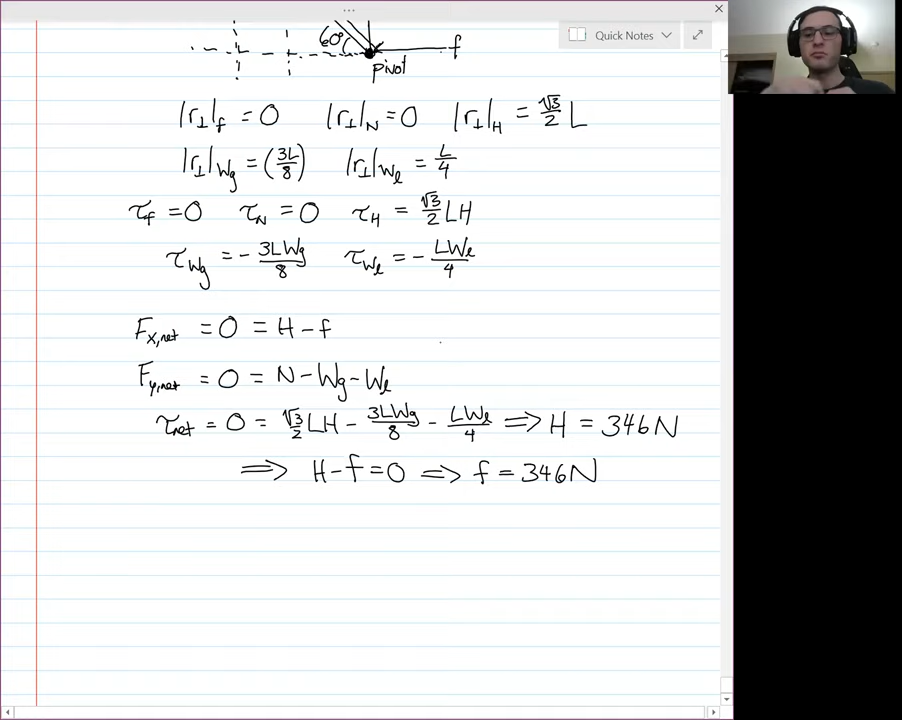 Quick Notes
60° f
pivot
|r⊥|f = 0 |r⊥|N = 0 |r⊥|H = √3/2 L
|r⊥|Wg = (3L/8) |r⊥|Wℓ = L/4
τf = 0 τN = 0 τH = √3/2 LH
τWg = - 3LWg/8 τWℓ = - LWℓ/4
Fx,net = 0 = H - f
Fy,net = 0 = N - Wg - Wℓ
τnet = 0 = √3/2 LH - 3LWg/8 - LWℓ/4 ⟹ H = 346N
⟹ H - f = 0 ⟹ f = 346N